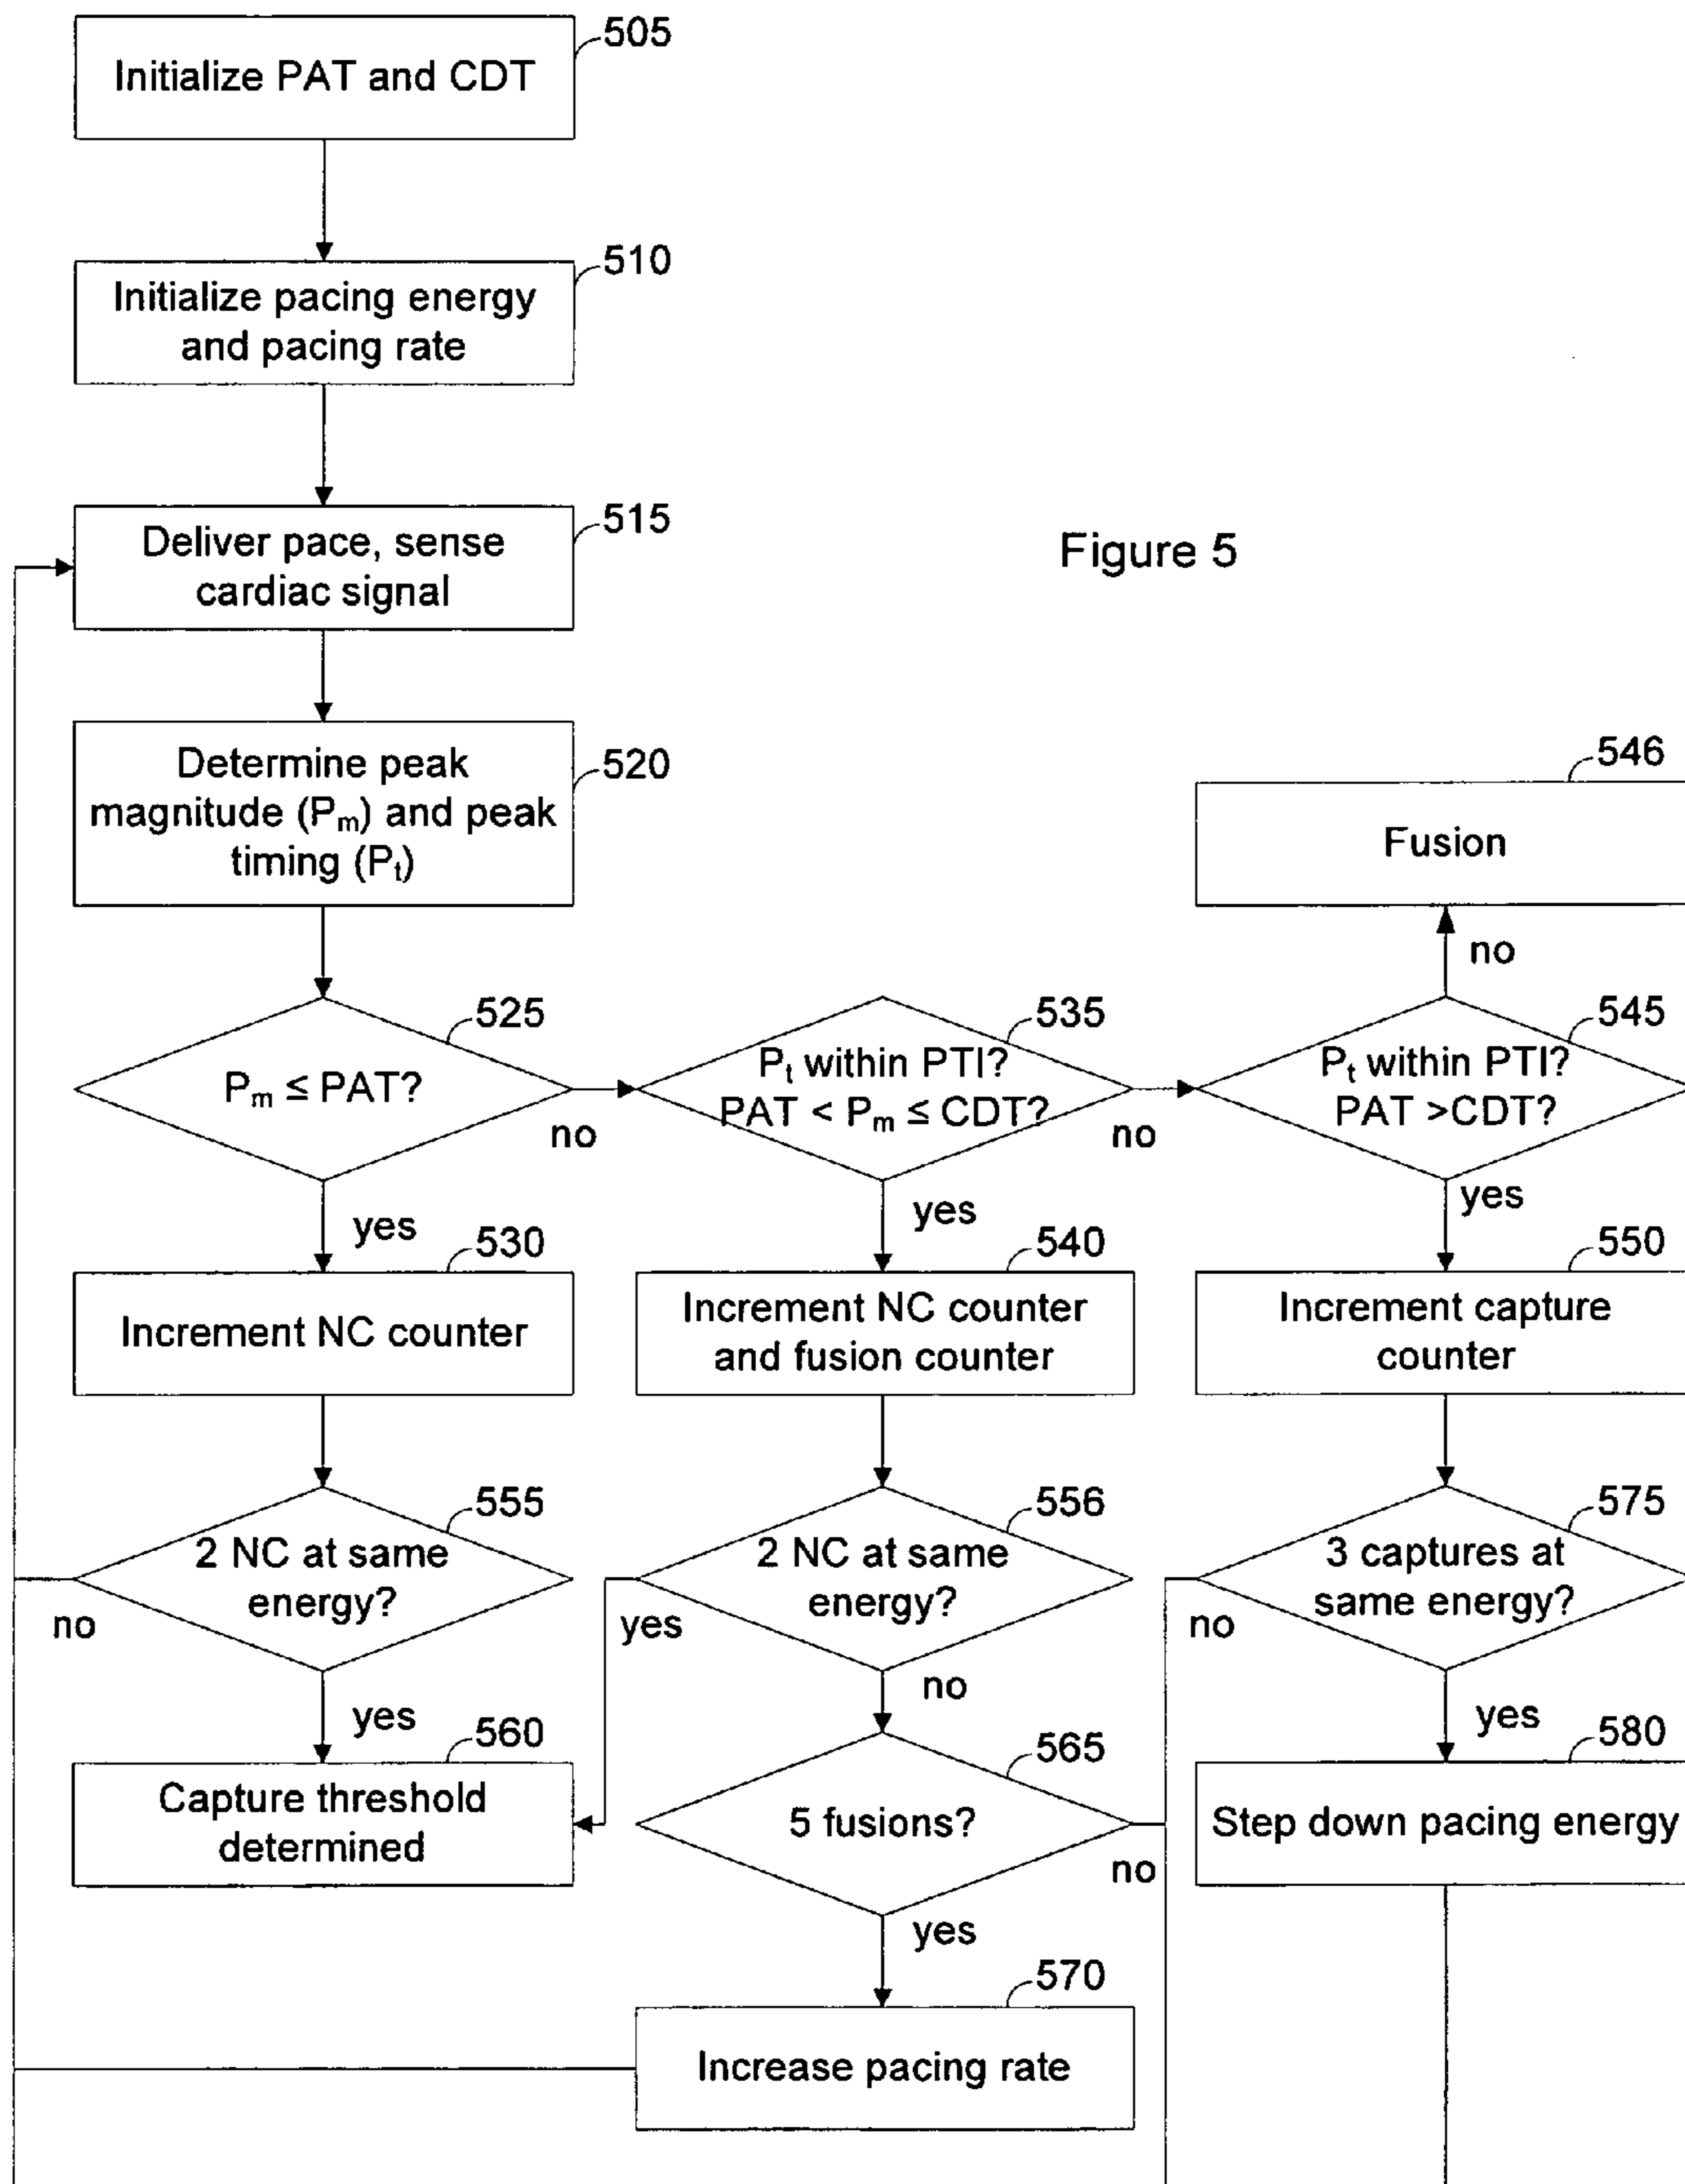 505
Initialize PAT and CDT
510
Initialize pacing energy
and pacing rate
515
Deliver pace, sense
cardiac signal
Figure 5
520
Determine peak
magnitude (Pm) and peak
timing (Pt)
546
Fusion
no
525
Pm ≤ PAT?
no
yes
535
Pt within PTI?
PAT < Pm ≤ CDT?
no
yes
545
Pt within PTI?
PAT >CDT?
yes
530
Increment NC counter
540
Increment NC counter
and fusion counter
550
Increment capture
counter
555
2 NC at same
energy?
no
yes
556
2 NC at same
energy?
yes
no
575
3 captures at
same energy?
no
yes
560
Capture threshold
determined
565
5 fusions?
no
yes
580
Step down pacing energy
570
Increase pacing rate